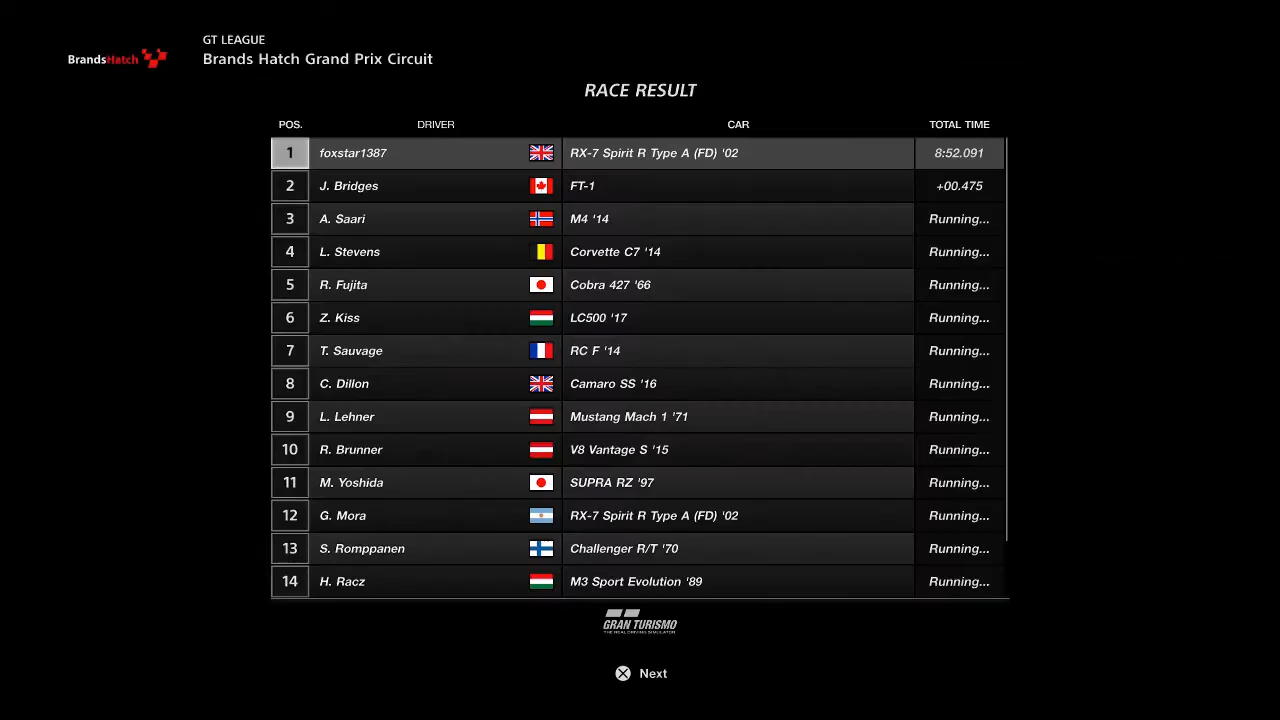 GT LEAGUE
BrandsHatch Brands Hatch Grand Prix Circuit
RACE RESULT
POS. DRIVER CAR TOTAL TIME
1 foxstar1387 RX-7 Spirit R Type A (FD) '02 8:52.091
2 J. Bridges FT-1 +00.475
3 A. Saari M4 '14 Running...
4 L. Stevens Corvette C7 '14 Running...
5 R. Fujita Cobra 427 '66 Running...
6 Z. Kiss LC500 '17 Running...
7 T. Sauvage RC F '14 Running...
8 C. Dillon Camaro SS '16 Running...
9 L. Lehner Mustang Mach 1 '71 Running...
10 R. Brunner V8 Vantage S '15 Running...
11 M. Yoshida SUPRA RZ '97 Running...
12 G. Mora RX-7 Spirit R Type A (FD) '02 Running...
13 S. Romppanen Challenger R/T '70 Running...
14 H. Racz M3 Sport Evolution '89 Running...
GRAN TURISMO
THE REAL DRIVING SIMULATOR
Next